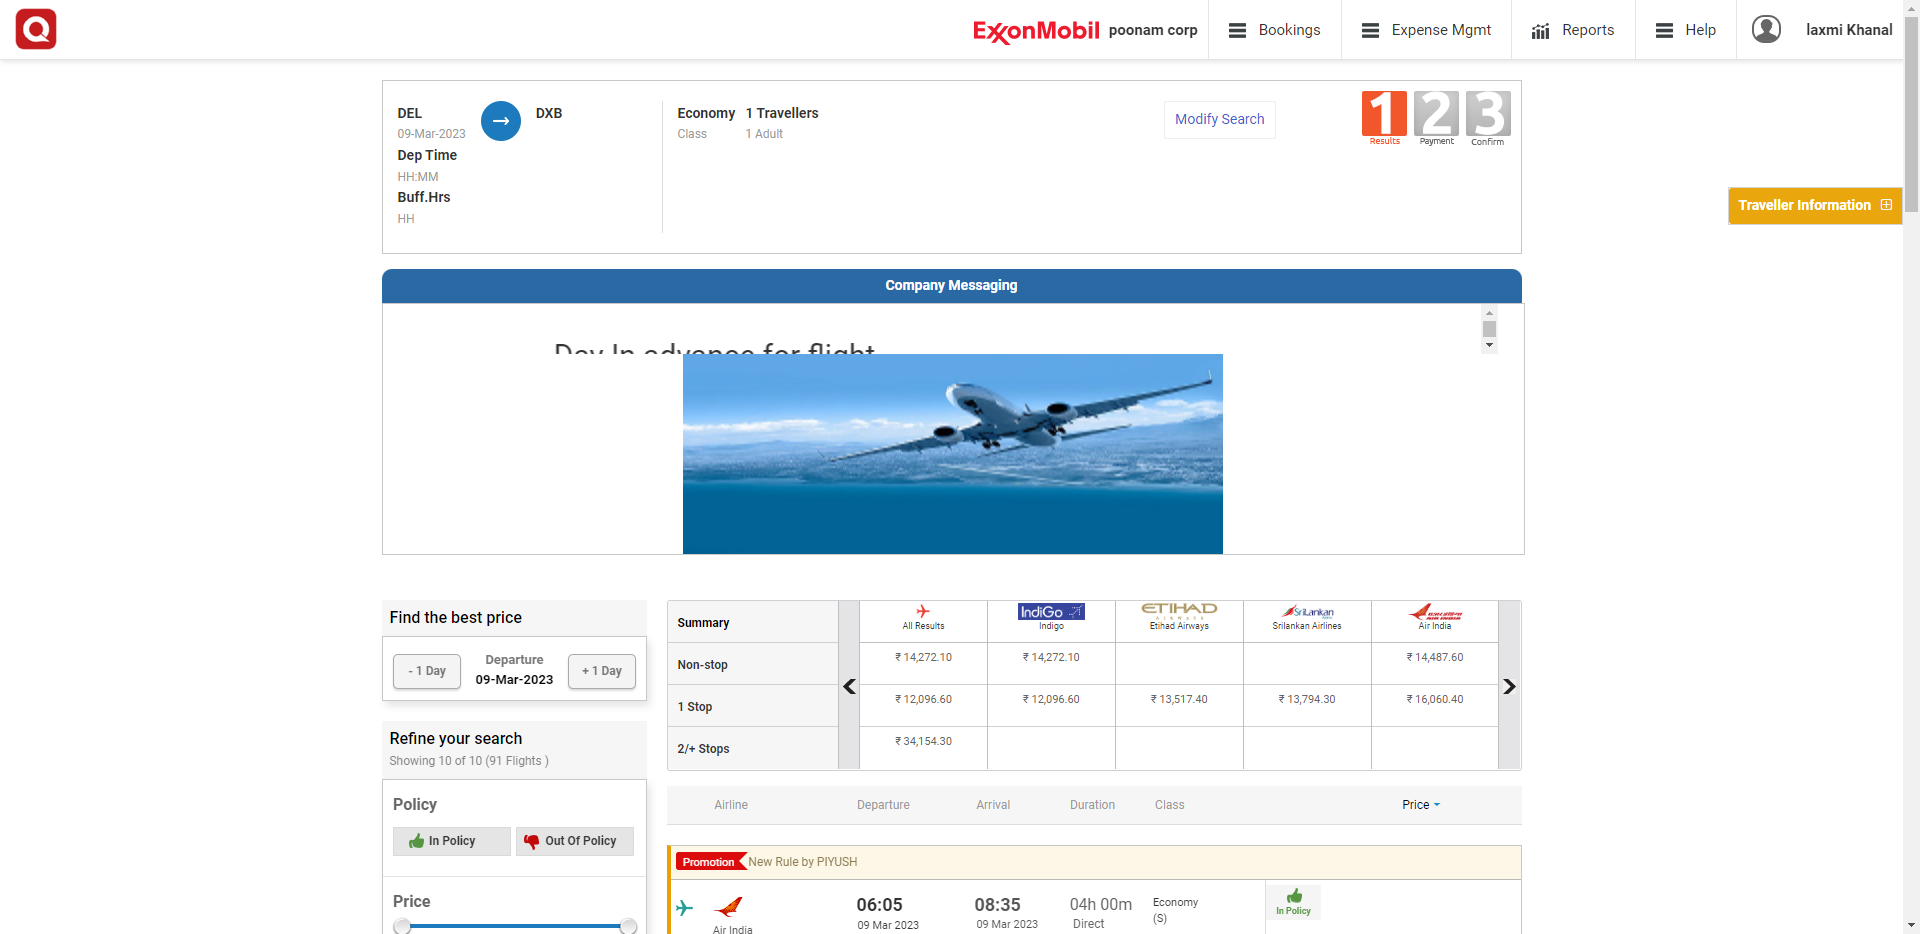 Q
ExxonMobil poonam corp Bookings Expense Mgmt Reports Help laxmi Khanal
DEL DXB
09-Mar-2023
Dep Time
HH:MM
Buff.Hrs
HH
Economy 1 Travellers
Class 1 Adult
Modify Search
1 2 3
Results Payment Confirm
Traveller Information
Company Messaging
Day In advance for flight
Find the best price
- 1 Day
Departure
09-Mar-2023
+ 1 Day
Refine your search
Showing 10 of 10 (91 Flights )
Policy
In Policy Out Of Policy
Price
IndiGo ETIHAD SriLankan AIR INDIA
Summary All Results Indigo Etihad Airways Srilankan Airlines Air India
Non-stop ₹ 14,272.10 ₹ 14,272.10 ₹ 14,487.60
1 Stop ₹ 12,096.60 ₹ 12,096.60 ₹ 13,517.40 ₹ 13,794.30 ₹ 16,060.40
2/+ Stops ₹ 34,154.30
Airline Departure Arrival Duration Class Price
Promotion New Rule by PIYUSH
06:05 08:35 04h 00m Economy
09 Mar 2023 09 Mar 2023 Direct (S)
Air India
In Policy